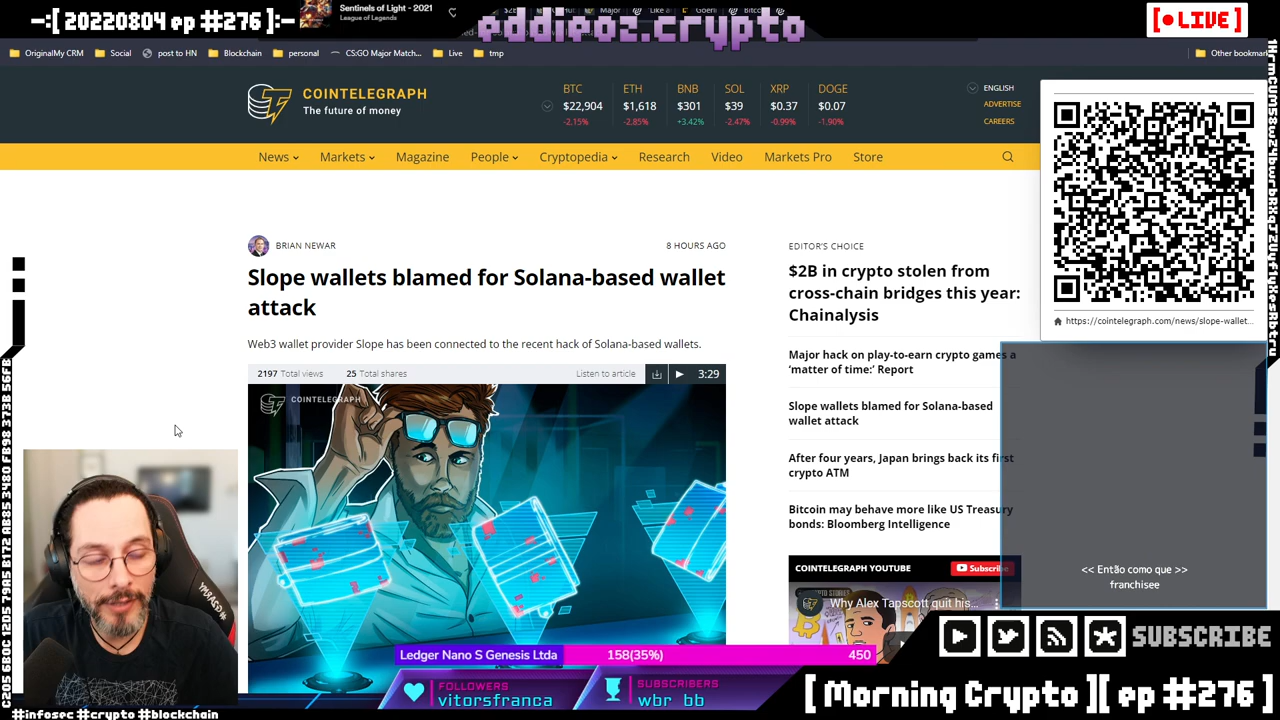 -:[ 20220804 ep #276 ]:-
Sentinels of Light - 2021
League of Legends
Major
Like a
Goerli
Bitcoi
eddieoz.crypto
[● LIVE]
OriginalMy CRM
Social
post to HN
Blockchain
personal
CS:GO Major Match...
Live
tmp
Other bookmar
COINTELEGRAPH
The future of money
BTC ETH BNB SOL XRP DOGE
$22,904 $1,618 $301 $39 $0.37 $0.07
-2.15% -2.85% +3.42% -2.47% -0.99% -1.90%
ENGLISH
ADVERTISE
CAREERS
News Markets Magazine People Cryptopedia Research Video Markets Pro Store
BRIAN NEWAR
8 HOURS AGO
Slope wallets blamed for Solana-based wallet
attack
Web3 wallet provider Slope has been connected to the recent hack of Solana-based wallets.
2197 Total views 25 Total shares Listen to article 3:29
COINTELEGRAPH
EDITOR'S CHOICE
$2B in crypto stolen from
cross-chain bridges this year:
Chainalysis
Major hack on play-to-earn crypto games a
'matter of time:' Report
Slope wallets blamed for Solana-based
wallet attack
After four years, Japan brings back its first
crypto ATM
Bitcoin may behave more like US Treasury
bonds: Bloomberg Intelligence
COINTELEGRAPH YOUTUBE
Subscribe
Why Alex Tapscott quit his...
https://cointelegraph.com/news/slope-wallet...
<< Então como que >>
franchisee
Ledger Nano S Genesis Ltda 158(35%) 450
FOLLOWERS
vitorsfranca
SUBSCRIBERS
wbr_bb
SUBSCRIBE
[ Morning Crypto ][ ep #276 ]
#infosec #crypto #blockchain